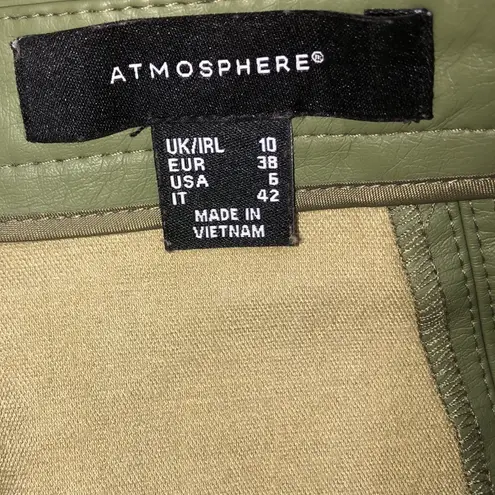 ATMOSPHERE®
UK/IRL 10
EUR 38
USA 6
IT 42
MADE IN
VIETNAM